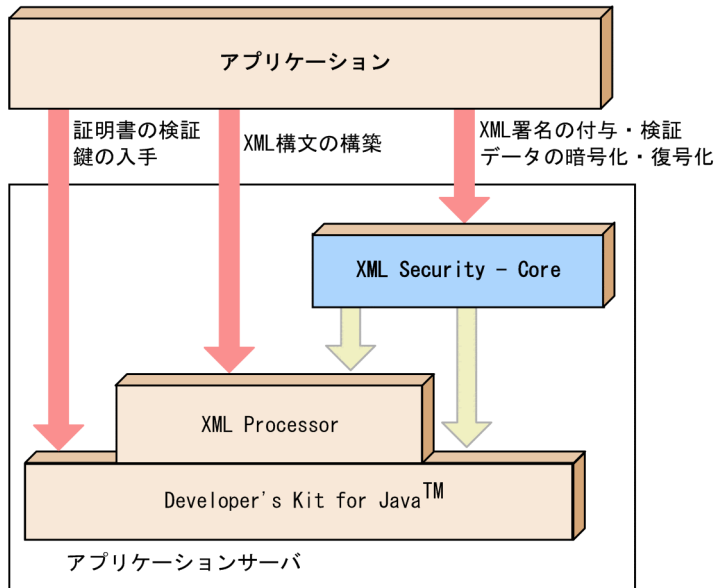 アプリケーション
証明書の検証
鍵の入手
XML構文の構築
XML署名の付与・検証
データの暗号化・復号化
XML Security − Core
XML Processor
Developer's Kit for Java™
アプリケーションサーバ